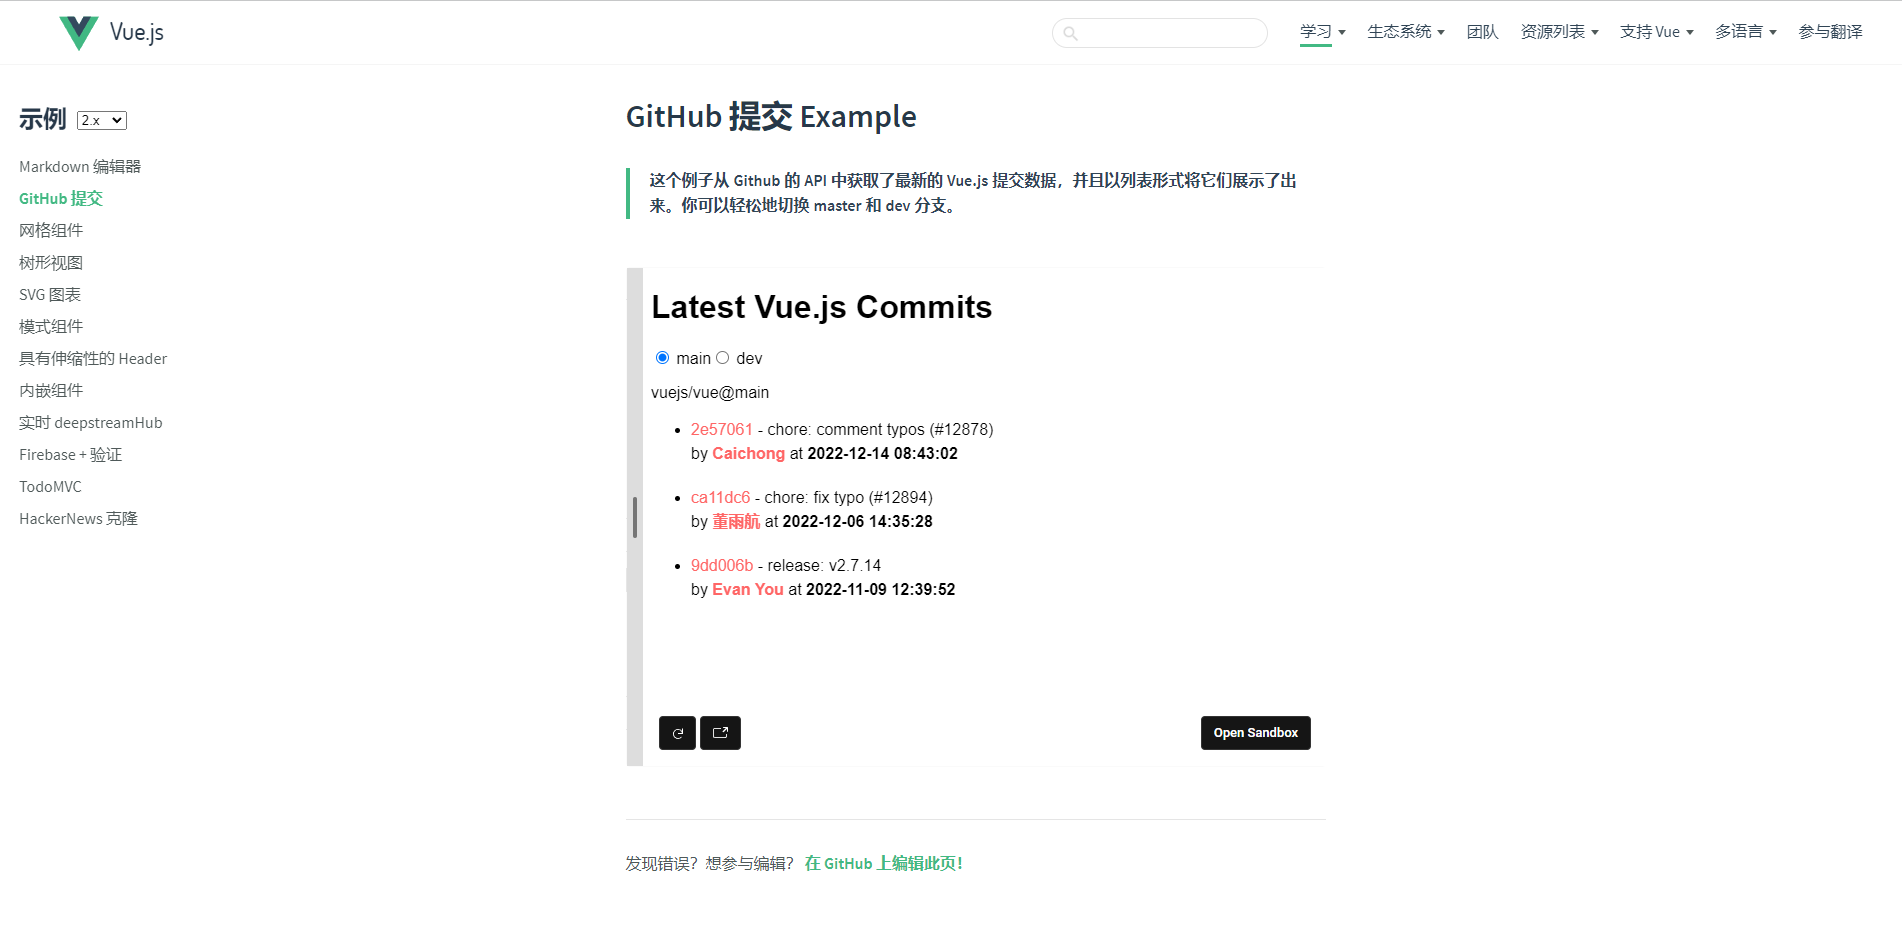 Vue.js
学习 生态系统 团队 资源列表 支持 Vue 多语言 参与翻译
示例 2.x
Markdown 编辑器
GitHub 提交
网格组件
树形视图
SVG 图表
模式组件
具有伸缩性的 Header
内嵌组件
实时 deepstreamHub
Firebase + 验证
TodoMVC
HackerNews 克隆
GitHub 提交 Example
这个例子从 Github 的 API 中获取了最新的 Vue.js 提交数据，并且以列表形式将它们展示了出
来。你可以轻松地切换 master 和 dev 分支。
Latest Vue.js Commits
main dev
vuejs/vue@main
2e57061 - chore: comment typos (#12878)
by Caichong at 2022-12-14 08:43:02
ca11dc6 - chore: fix typo (#12894)
by 董雨航 at 2022-12-06 14:35:28
9dd006b - release: v2.7.14
by Evan You at 2022-11-09 12:39:52
Open Sandbox
发现错误？想参与编辑？ 在 GitHub 上编辑此页！